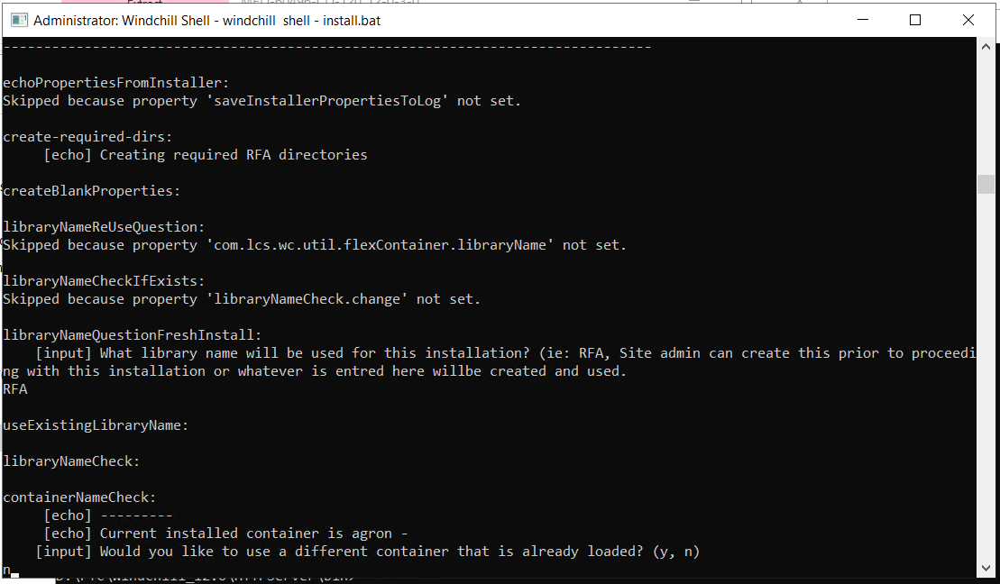 Administrator: Windchill Shell - windchill  shell - install.bat
--------------------------------------------------------------------------------
echoPropertiesFromInstaller:
Skipped because property 'saveInstallerPropertiesToLog' not set.
create-required-dirs:
[echo] Creating required RFA directories
createBlankProperties:
libraryNameReUseQuestion:
Skipped because property 'com.lcs.wc.util.flexContainer.libraryName' not set.
libraryNameCheckIfExists:
Skipped because property 'libraryNameCheck.change' not set.
libraryNameQuestionFreshInstall:
[input] What library name will be used for this installation? (ie: RFA, Site admin can create this prior to proceedi
ng with this installation or whatever is entred here willbe created and used.
RFA
useExistingLibraryName:
libraryNameCheck:
containerNameCheck:
[echo] ---------
[echo] Current installed container is agron -
[input] Would you like to use a different container that is already loaded? (y, n)
n